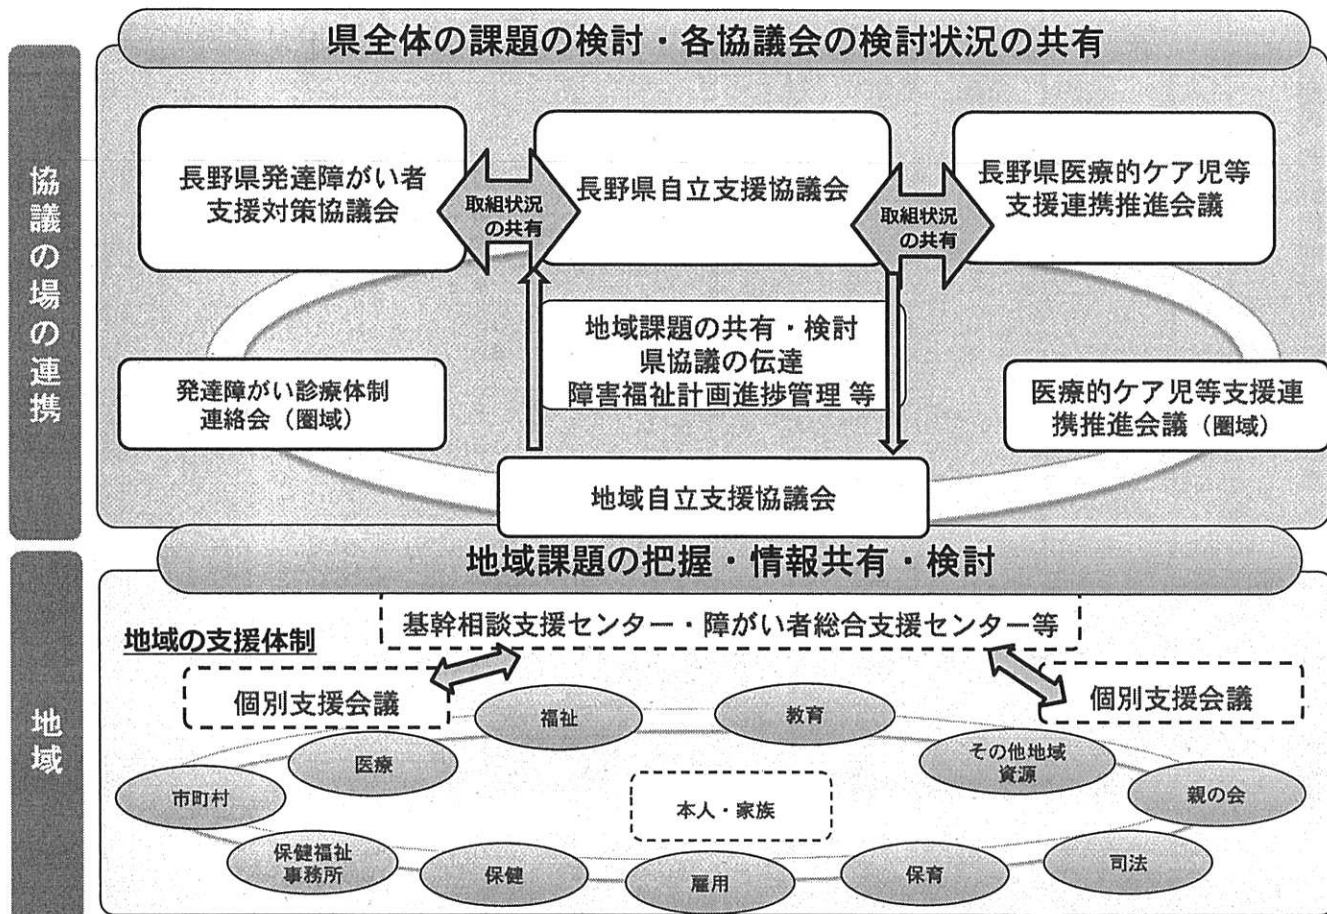 県全体の課題の検討・各協議会の検討状況の共有
協議の場の連携
長野県発達障がい者
支援対策協議会
取組状況
の共有
長野県自立支援協議会
取組状況
の共有
長野県医療的ケア児等
支援連携推進会議
地域課題の共有・検討
県協議の伝達
障害福祉計画進捗管理 等
発達障がい診療体制
連絡会（圏域）
医療的ケア児等支援連
携推進会議（圏域）
地域自立支援協議会
地域課題の把握・情報共有・検討
地域
地域の支援体制
基幹相談支援センター・障がい者総合支援センター等
個別支援会議
個別支援会議
福祉
教育
医療
その他地域
資源
市町村
親の会
本人・家族
保健福祉
事務所
保健
雇用
保育
司法